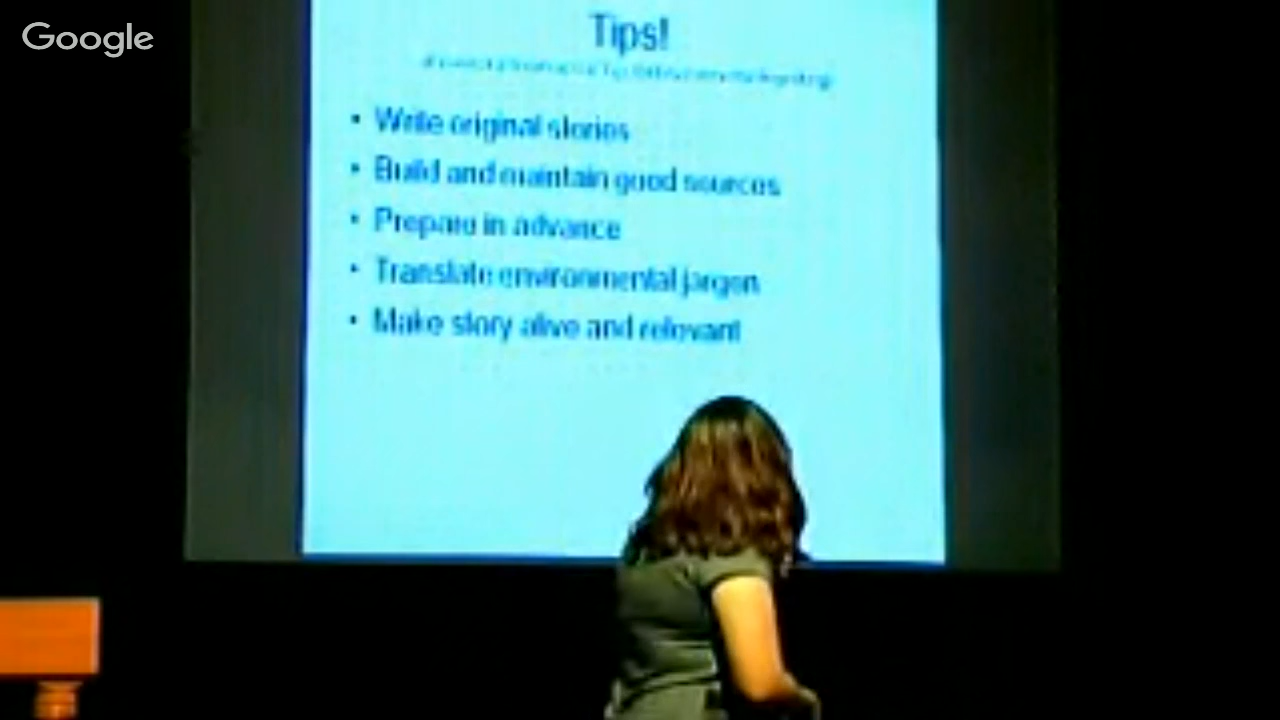 Google
Tips!
• Write original stories
• Build and maintain good sources
• Prepare in advance
• Translate environmental jargon
• Make story alive and relevant